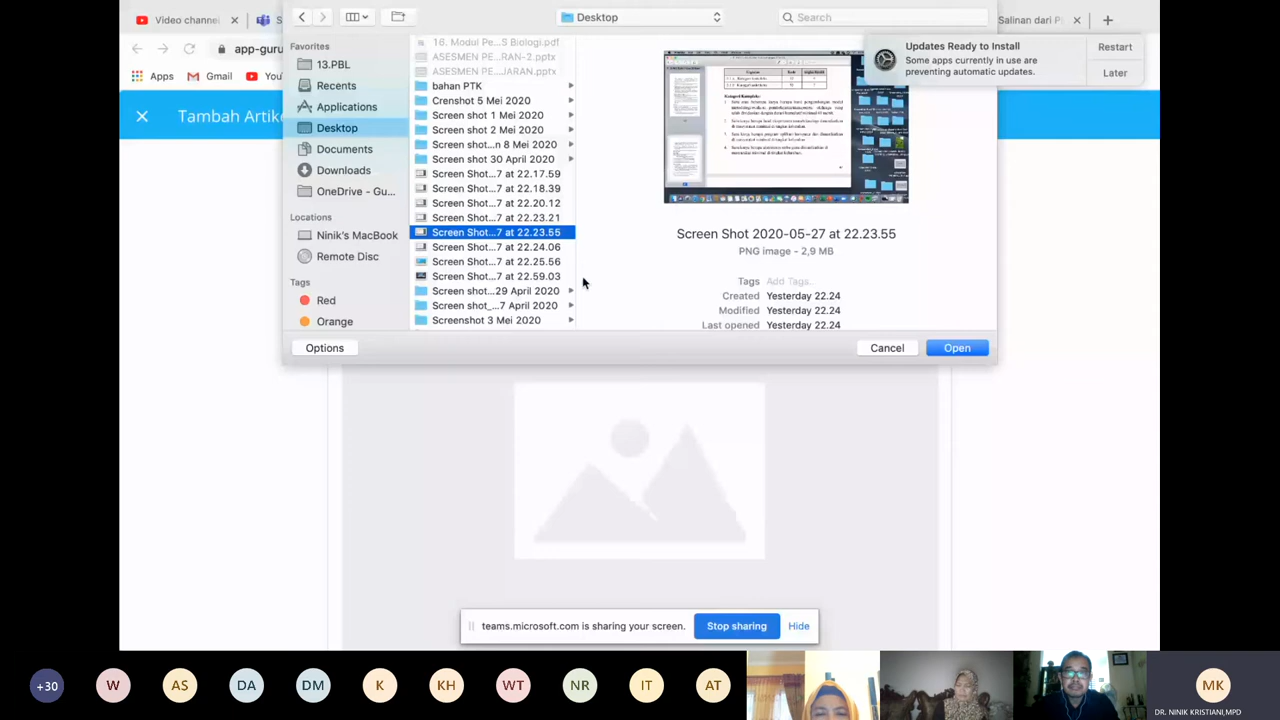 Video channel
S
Salinan dari P
app-guru
Apps
Gmail
You
Tambah Artike
Desktop
Search
Updates Ready to Install
Some apps currently in use are
preventing automatic updates.
Restart
Later
Favorites
13.PBL
Recents
Applications
Desktop
Documents
Downloads
OneDrive - Gu...
Locations
Ninik's MacBook
Remote Disc
Tags
Red
Orange
16. Modul Pe...S Biologi.pdf
ASESMEN PE...RAN-2.pptx
ASESMEN PE...JARAN.pptx
bahan PTK
Crenshot 5 Mei 2020
Screen shot 1 Mei 2020
Screen shot 2 Mei 2020
Screen shot...n 8 Mei 2020
Screen shot 30 April 2020
Screen Shot...7 at 22.17.59
Screen Shot...7 at 22.18.39
Screen Shot...7 at 22.20.12
Screen Shot...7 at 22.23.21
Screen Shot...7 at 22.23.55
Screen Shot...7 at 22.24.06
Screen Shot...7 at 22.25.56
Screen Shot...7 at 22.59.03
Screen shot...29 April 2020
Screen shot_...7 April 2020
Screenshot 3 Mei 2020
Screen Shot 2020-05-27 at 22.23.55
PNG image - 2,9 MB
Tags Add Tags...
Created Yesterday 22.24
Modified Yesterday 22.24
Last opened Yesterday 22.24
Options
Cancel
Open
teams.microsoft.com is sharing your screen.
Stop sharing
Hide
+30
W
AS
DA
DM
K
KH
WT
NR
IT
AT
MK
DR. NINIK KRISTIANI,MPD